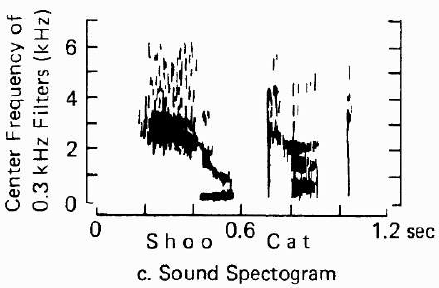 Center Frequency of
0.3 kHz Filters (kHz)
6
4
2
0
0 0.6 1.2 sec
Shoo Cat
c. Sound Spectogram